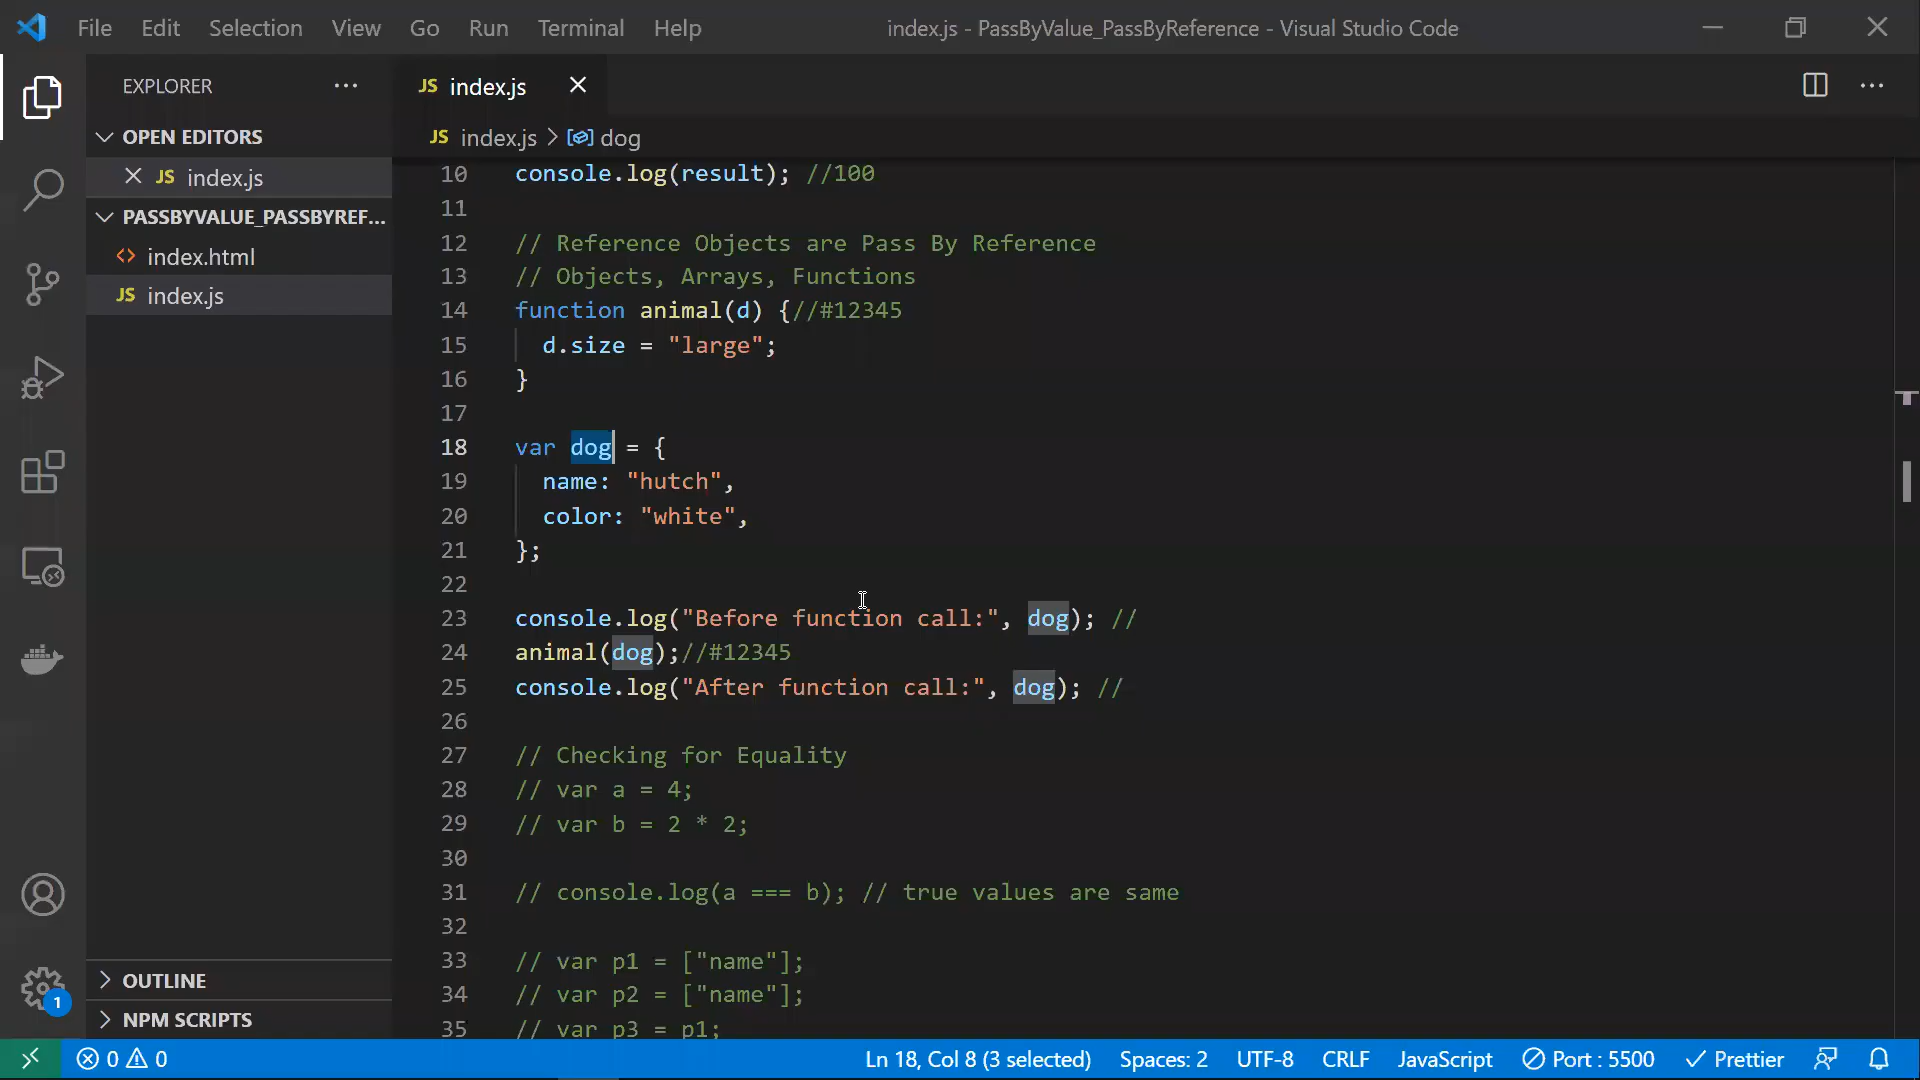 File Edit Selection View Go Run Terminal Help index.js - PassByValue_PassByReference - Visual Studio Code
EXPLORER ···
JS index.js
OPEN EDITORS
JS index.js > dog
JS index.js
PASSBYVALUE_PASSBYREF...
<> index.html
JS index.js
10 console.log(result); //100
11
12 // Reference Objects are Pass By Reference
13 // Objects, Arrays, Functions
14 function animal(d) {//#12345
15 d.size = "large";
16 }
17
18 var dog = {
19 name: "hutch",
20 color: "white",
21 };
22
23 console.log("Before function call:", dog); //
24 animal(dog);//#12345
25 console.log("After function call:", dog); //
26
27 // Checking for Equality
28 // var a = 4;
29 // var b = 2 * 2;
30
31 // console.log(a === b); // true values are same
32
33 // var p1 = ["name"];
34 // var p2 = ["name"];
35 // var p3 = p1;
OUTLINE
1
NPM SCRIPTS
0 0 Ln 18, Col 8 (3 selected) Spaces: 2 UTF-8 CRLF JavaScript Port : 5500 Prettier